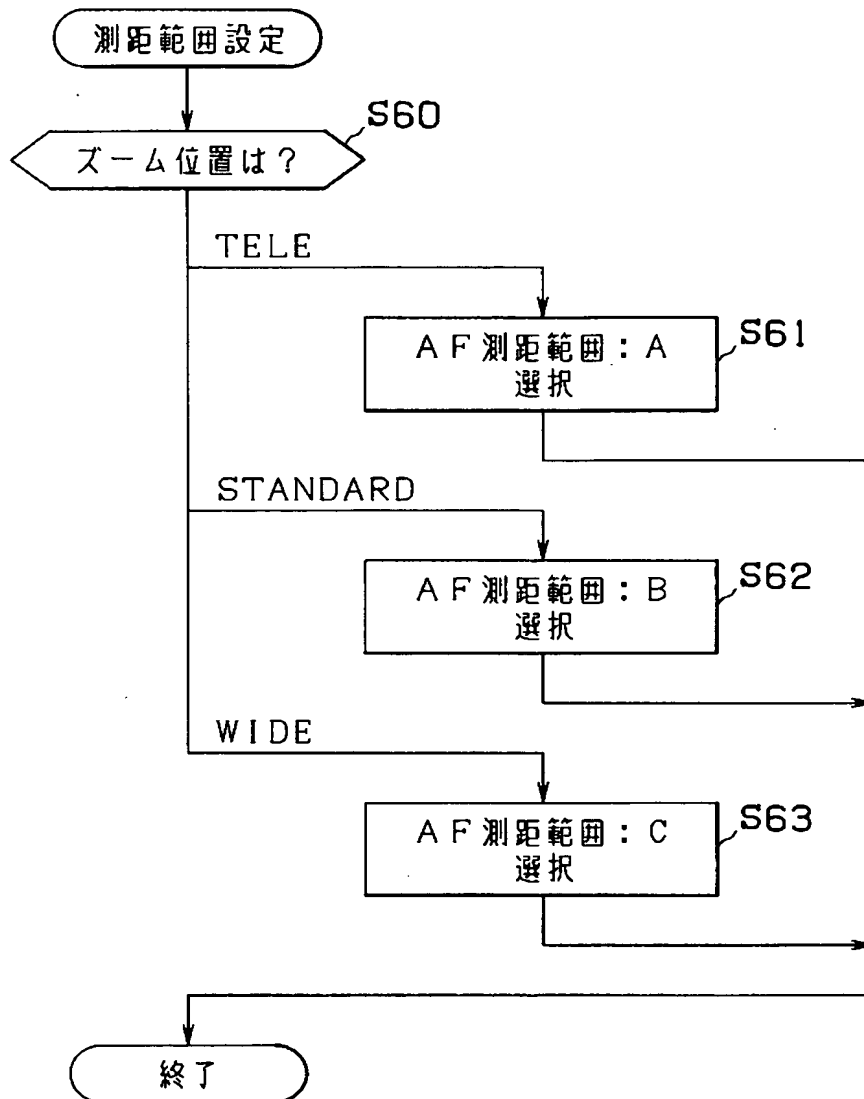 測距範囲設定
S60
ズーム位置は?
TELE
AF測距範囲:A
選択
S61
STANDARD
AF測距範囲:B
選択
S62
WIDE
AF測距範囲:C
選択
S63
終了